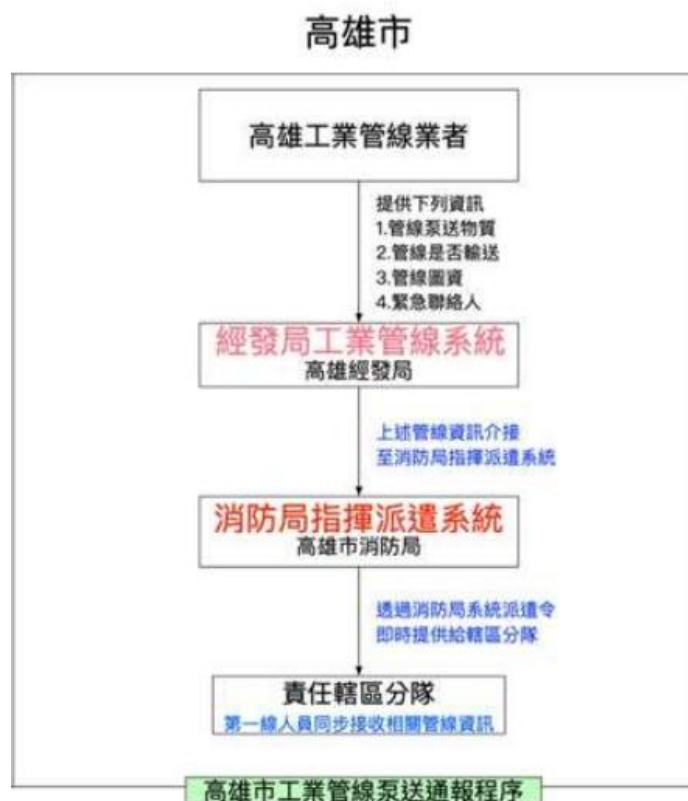 高雄市
高雄工業管線業者
提供下列資訊
1.管線泵送物質
2.管線是否輸送
3.管線圖資
4.緊急聯絡人
經發局工業管線系統
高雄經發局
上述管線資訊介接
至消防局指揮派遣系統
消防局指揮派遣系統
高雄市消防局
透過消防局系統派遣令
即時提供給轄區分隊
責任轄區分隊
第一線人員同步接收相關管線資訊
高雄市工業管線泵送通報程序